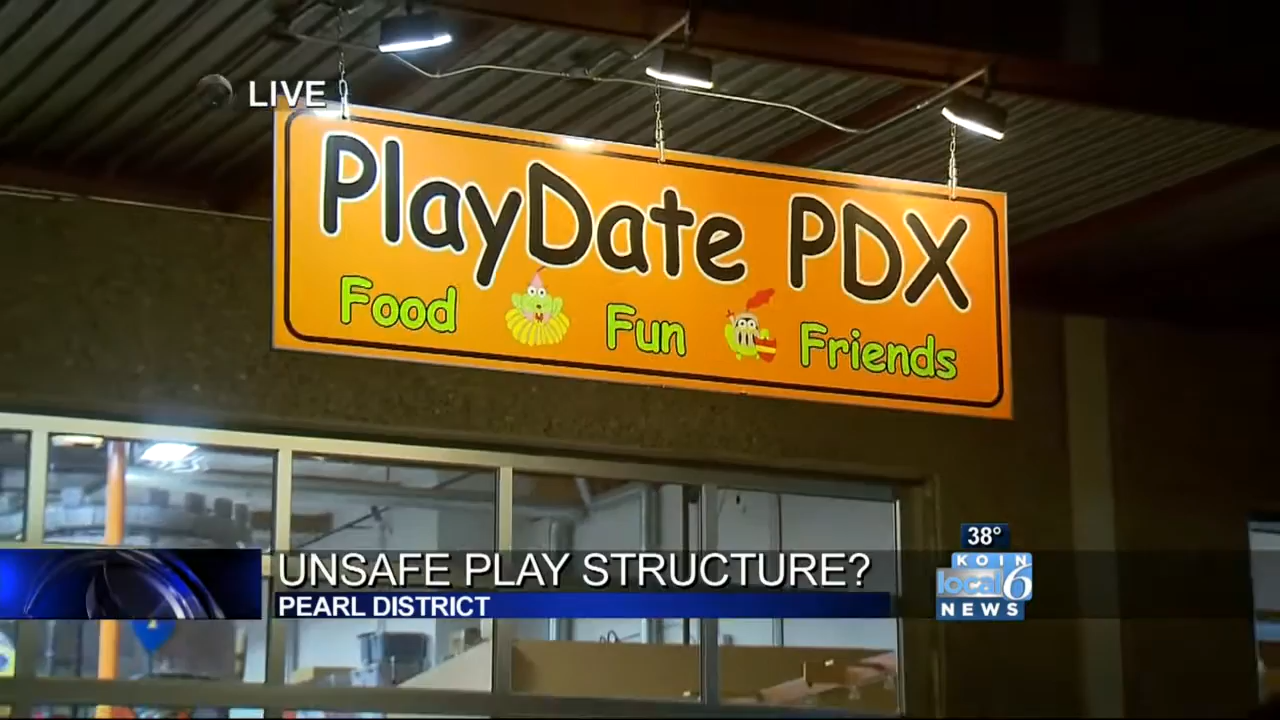 LIVE
PlayDate PDX
Food Fun Friends
38°
UNSAFE PLAY STRUCTURE?
KOIN
local 6
NEWS
PEARL DISTRICT